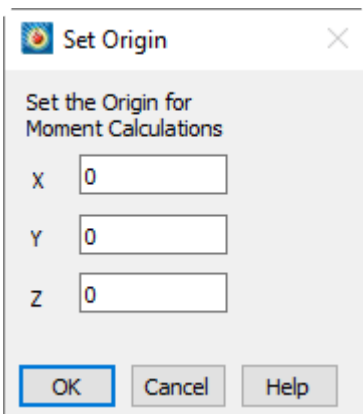 Set Origin
Set the Origin for
Moment Calculations
X 0
Y 0
Z 0
OK Cancel Help